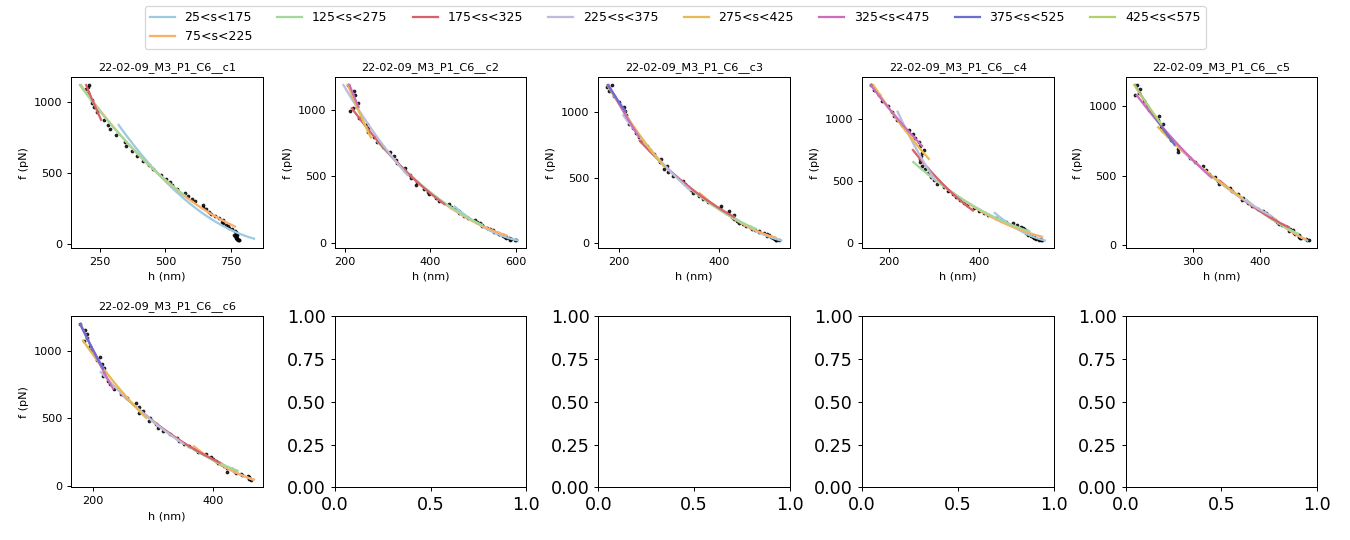 25<s<175 125<s<275 175<s<325 225<s<375 275<s<425 325<s<475 375<s<525 425<s<575
75<s<225
22-02-09_M3_P1_C6__c1 22-02-09_M3_P1_C6__c2 22-02-09_M3_P1_C6__c3 22-02-09_M3_P1_C6__c4 22-02-09_M3_P1_C6__c5
f (pN) 1000 500 0
250 500 750
h (nm)
f (pN) 1000 500 0
200 400 600
h (nm)
f (pN) 1000 500 0
200 400
h (nm)
f (pN) 1000 500 0
200 400
h (nm)
f (pN) 1000 500 0
300 400
h (nm)
22-02-09_M3_P1_C6__c6
f (pN) 1000 500 0
200 400
h (nm)
1.00 0.75 0.50 0.25 0.00
0.0 0.5 1.0
1.00 0.75 0.50 0.25 0.00
0.0 0.5 1.0
1.00 0.75 0.50 0.25 0.00
0.0 0.5 1.0
1.00 0.75 0.50 0.25 0.00
0.0 0.5 1.0